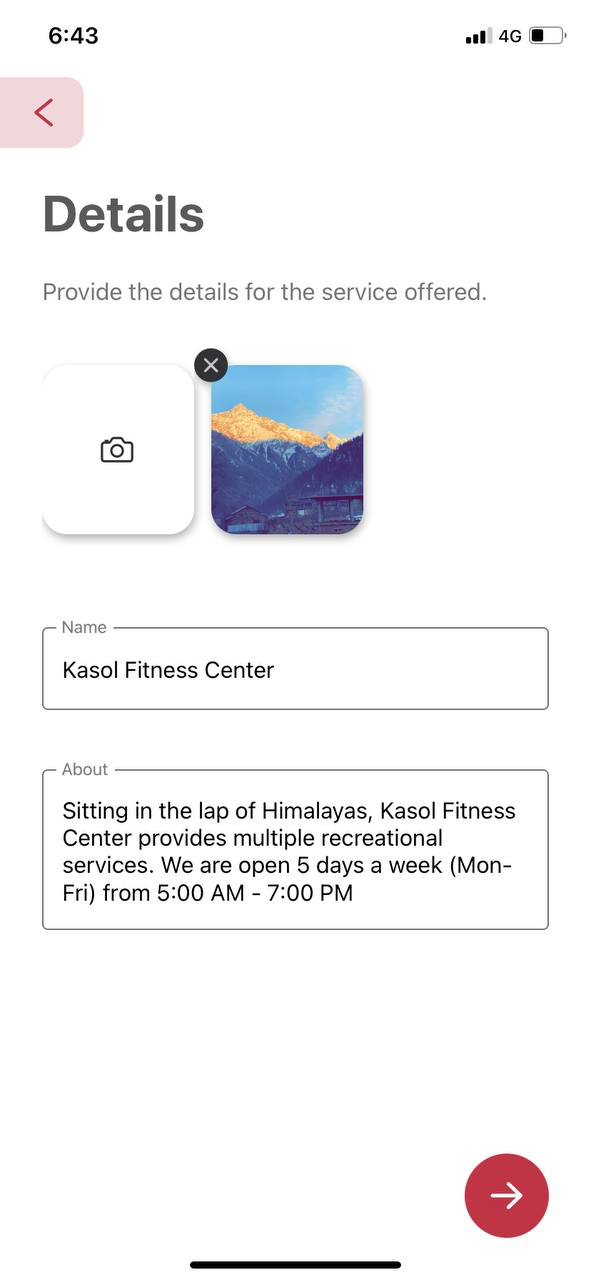 6:43
4G
Details
Provide the details for the service offered.
Name
Kasol Fitness Center
About
Sitting in the lap of Himalayas, Kasol Fitness
Center provides multiple recreational
services. We are open 5 days a week (Mon-
Fri) from 5:00 AM - 7:00 PM